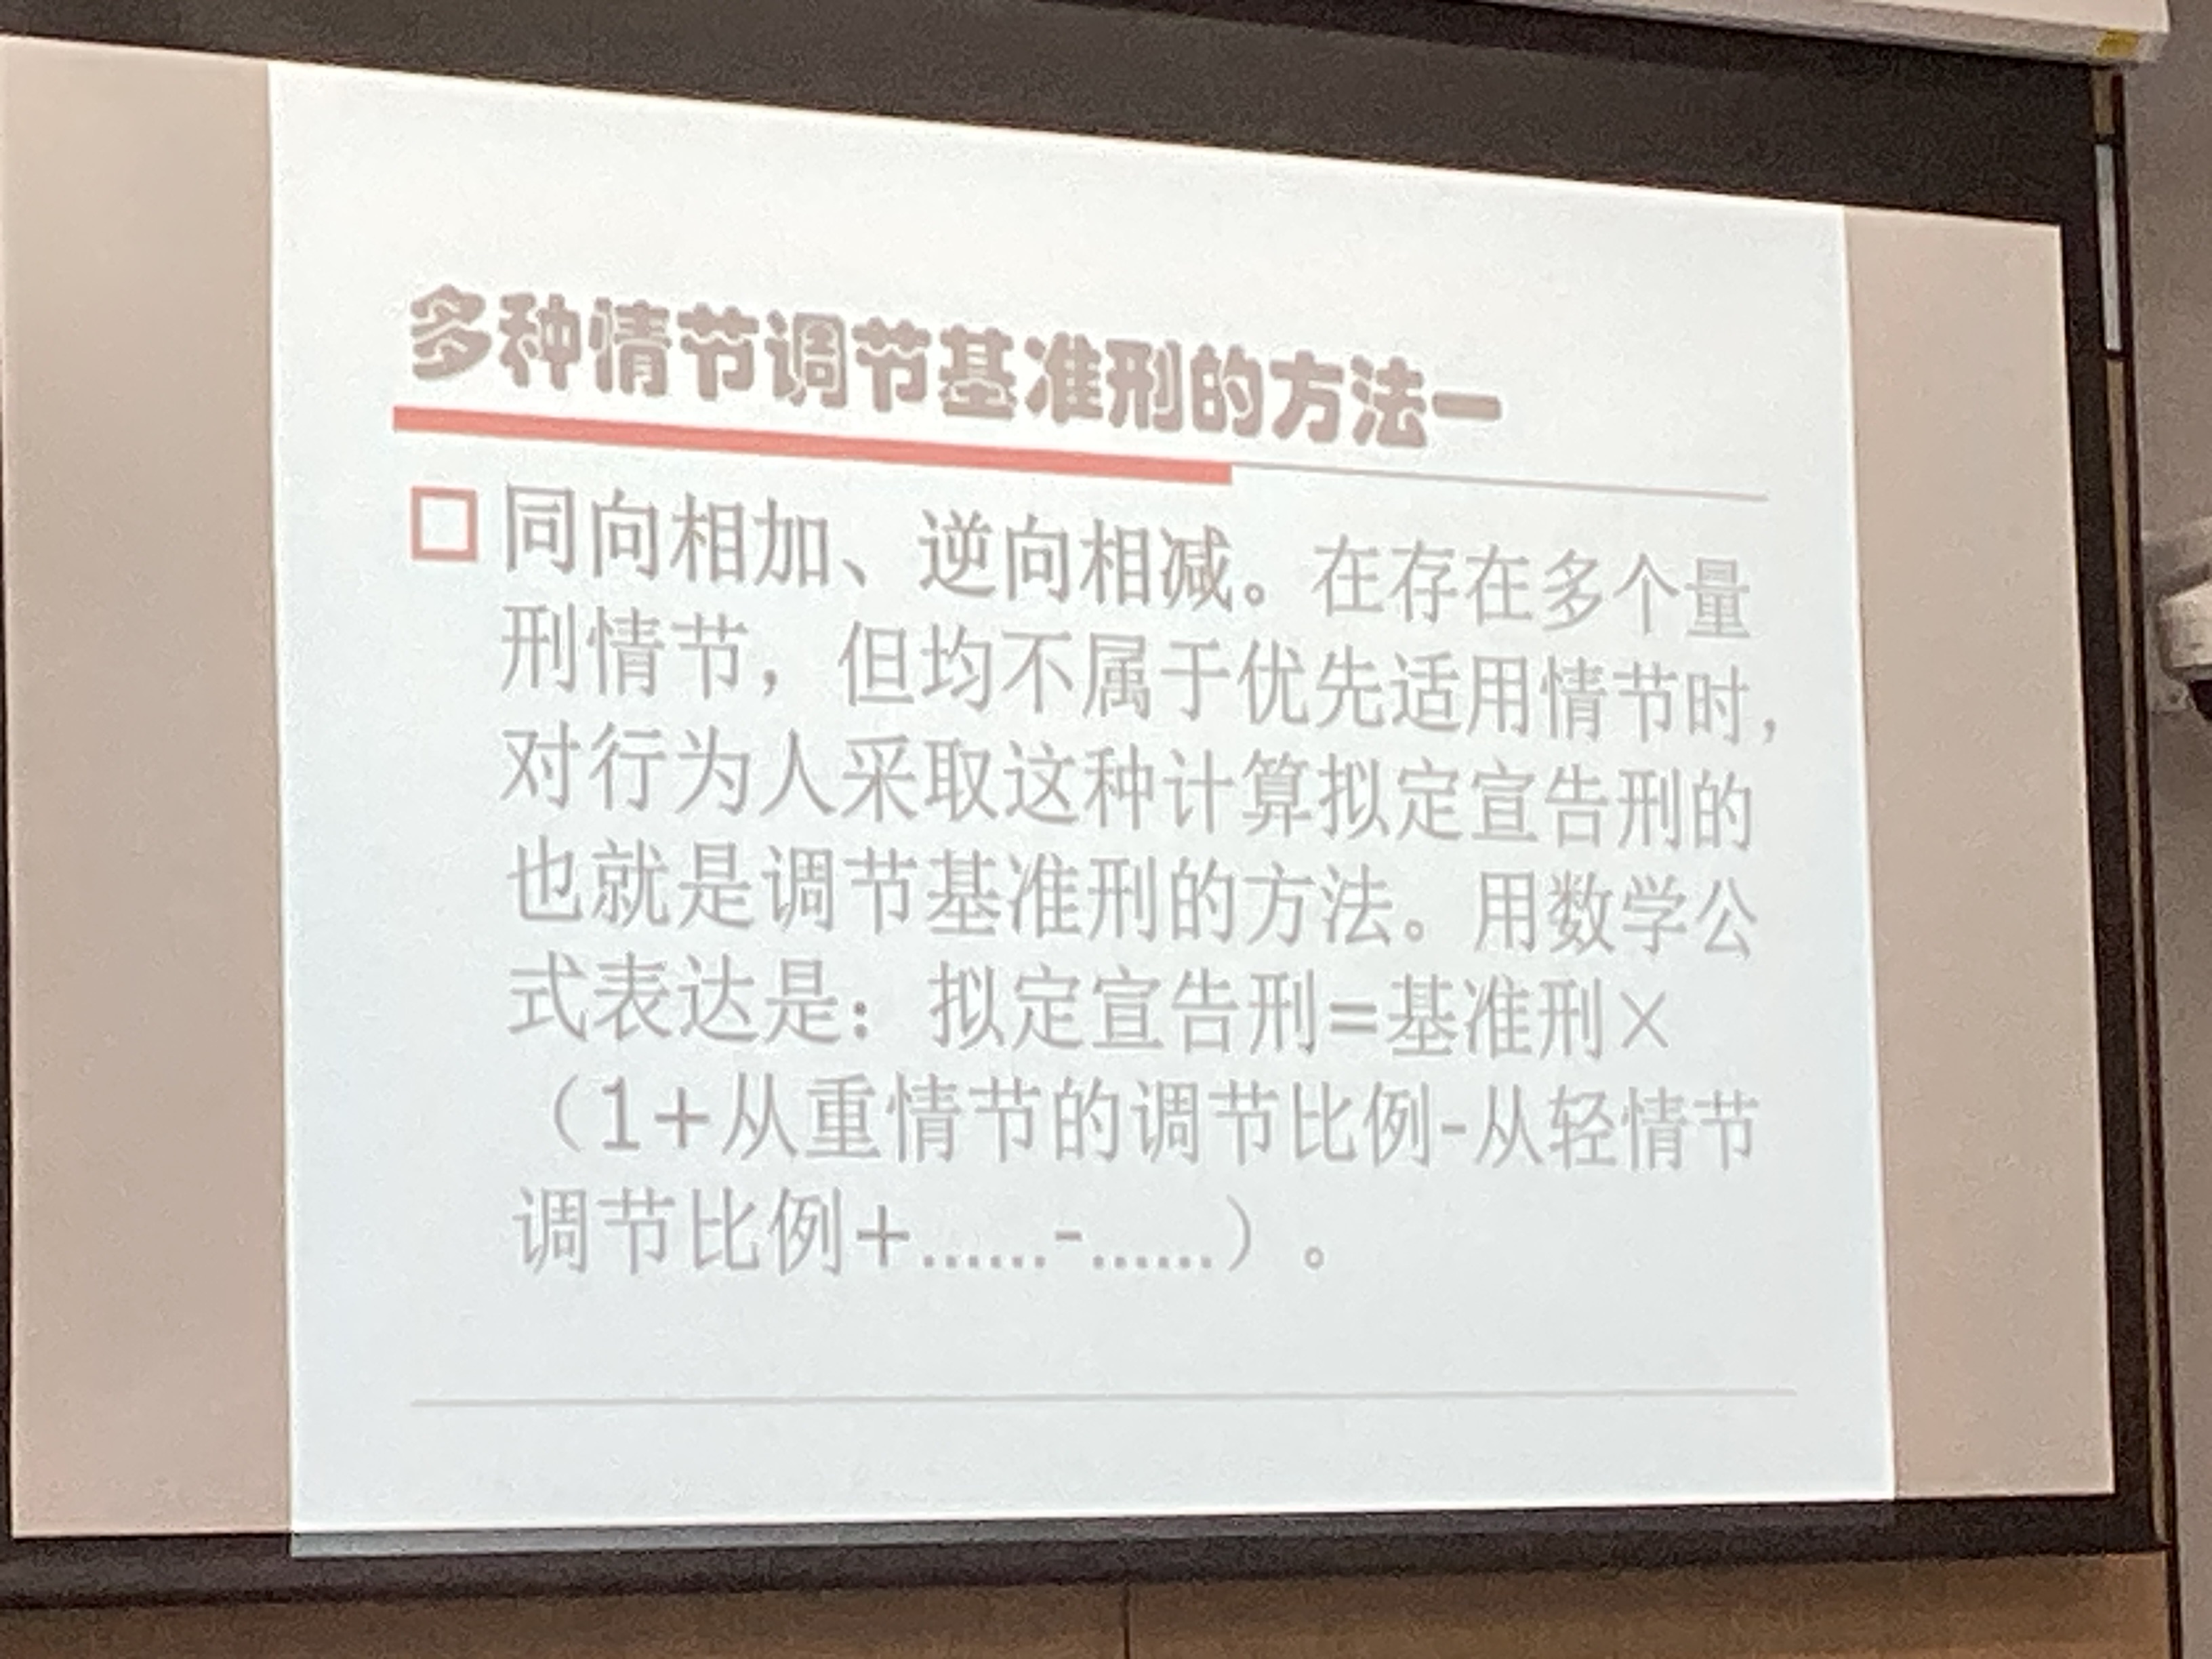 多种情节调节基准刑的方法一
同向相加、逆向相减。在存在多个量
刑情节，但均不属于优先适用情节时，
对行为人采取这种计算拟定宣告刑的
也就是调节基准刑的方法。用数学公
式表达是：拟定宣告刑=基准刑×
（1+从重情节的调节比例-从轻情节
调节比例+……-……）。